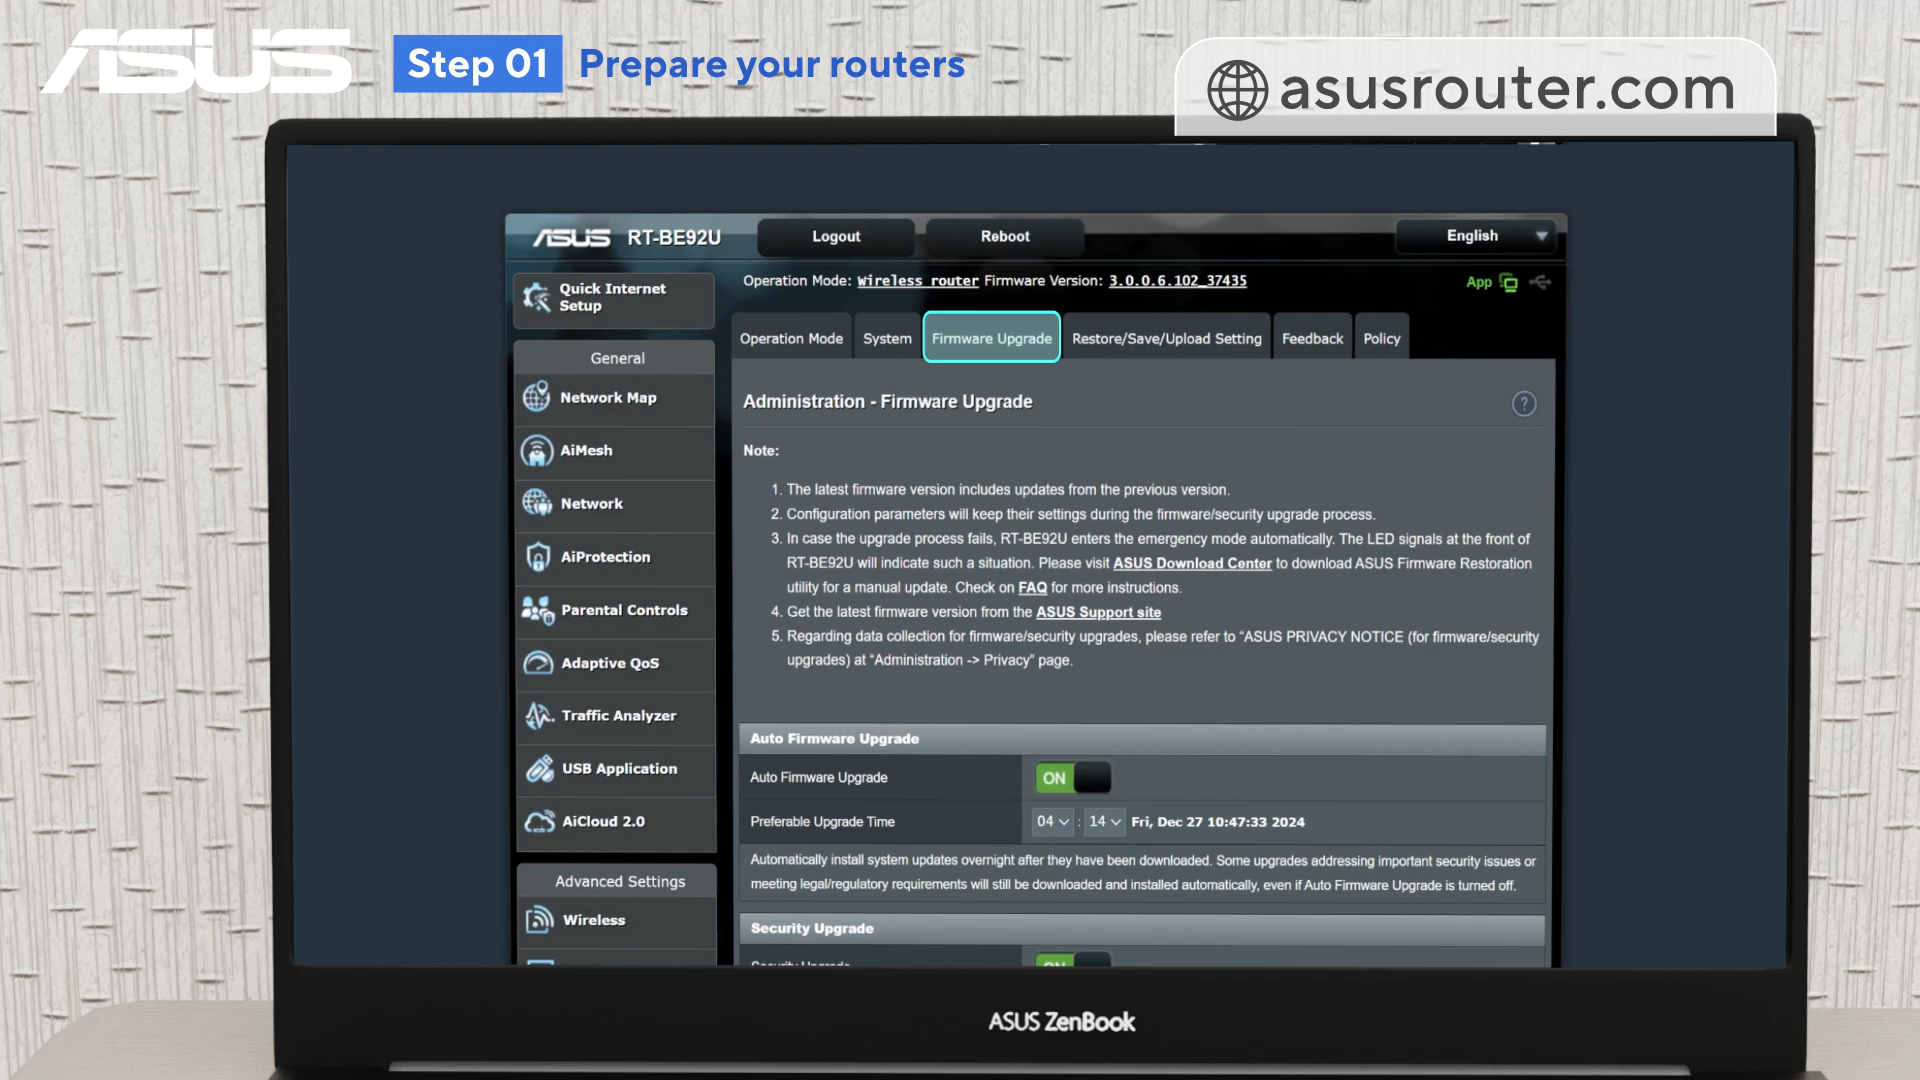 ASUS
Step 01 Prepare your routers
asusrouter.com
ASUS RT-BE92U
Logout
Reboot
English
Quick Internet
Setup
Operation Mode: Wireless router Firmware Version: 3.0.0.6.102_37435
App
Operation Mode
System
Firmware Upgrade
Restore/Save/Upload Setting
Feedback
Policy
General
Network Map
AiMesh
Network
AiProtection
Parental Controls
Adaptive QoS
Traffic Analyzer
USB Application
AiCloud 2.0
Advanced Settings
Wireless
Administration - Firmware Upgrade
?
Note:
1. The latest firmware version includes updates from the previous version.
2. Configuration parameters will keep their settings during the firmware/security upgrade process.
3. In case the upgrade process fails, RT-BE92U enters the emergency mode automatically. The LED signals at the front of
RT-BE92U will indicate such a situation. Please visit ASUS Download Center to download ASUS Firmware Restoration
utility for a manual update. Check on FAQ for more instructions.
4. Get the latest firmware version from the ASUS Support site
5. Regarding data collection for firmware/security upgrades, please refer to “ASUS PRIVACY NOTICE (for firmware/security
upgrades) at “Administration -> Privacy” page.
Auto Firmware Upgrade
Auto Firmware Upgrade ON
Preferable Upgrade Time 04 : 14 Fri, Dec 27 10:47:33 2024
Automatically install system updates overnight after they have been downloaded. Some upgrades addressing important security issues or
meeting legal/regulatory requirements will still be downloaded and installed automatically, even if Auto Firmware Upgrade is turned off.
Security Upgrade
Security Upgrade ON
ASUS ZenBook